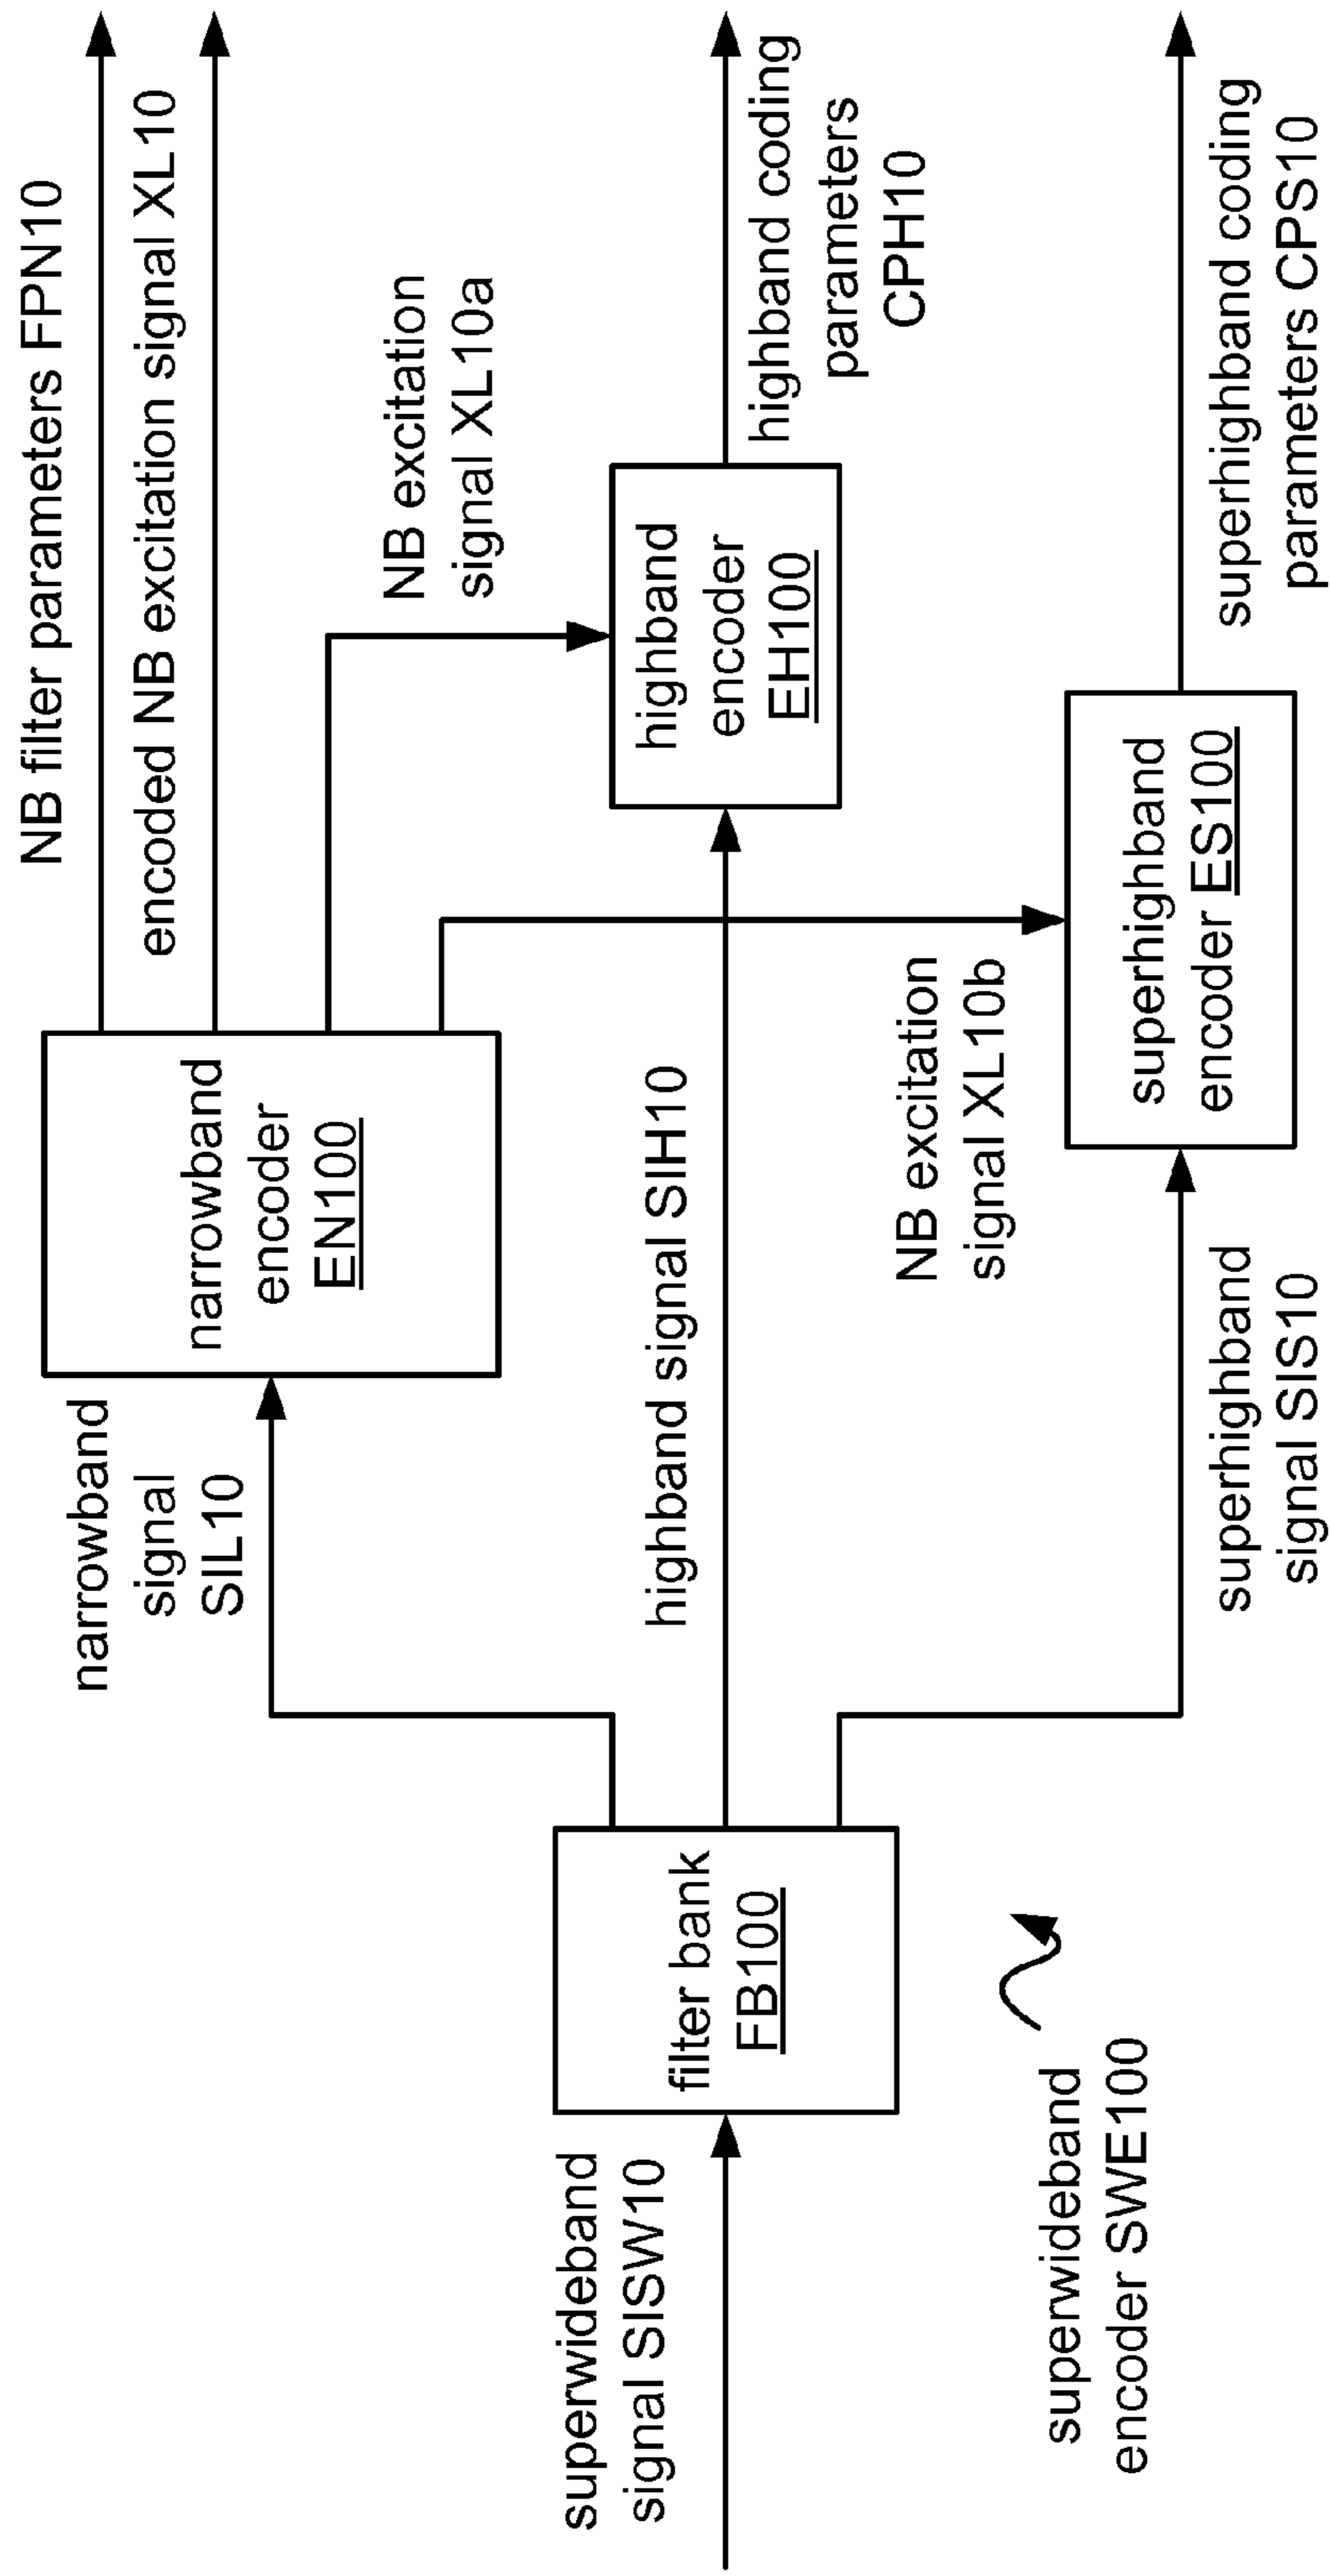 superwideband
signal SISW10
filter bank
FB100
superwideband
encoder SWE100
narrowband
signal
SIL10
highband signal SIH10
superhighband
signal SIS10
narrowband
encoder
EN100
NB excitation
signal XL10b
superhighband
encoder ES100
NB filter parameters FPN10
encoded NB excitation signal XL10
NB excitation
signal XL10a
highband
encoder
EH100
highband coding
parameters
CPH10
superhighband coding
parameters CPS10